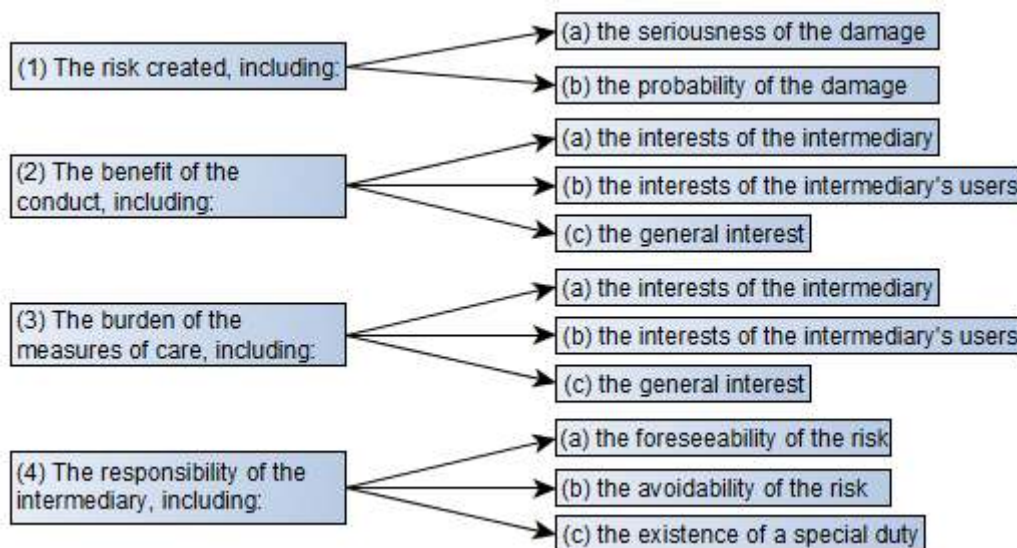 (1) The risk created, including:
(a) the seriousness of the damage
(b) the probability of the damage
(2) The benefit of the
conduct, including:
(a) the interests of the intermediary
(b) the interests of the intermediary's users
(c) the general interest
(3) The burden of the
measures of care, including:
(a) the interests of the intermediary
(b) the interests of the intermediary's users
(c) the general interest
(4) The responsibility of the
intermediary, including:
(a) the foreseeability of the risk
(b) the avoidability of the risk
(c) the existence of a special duty